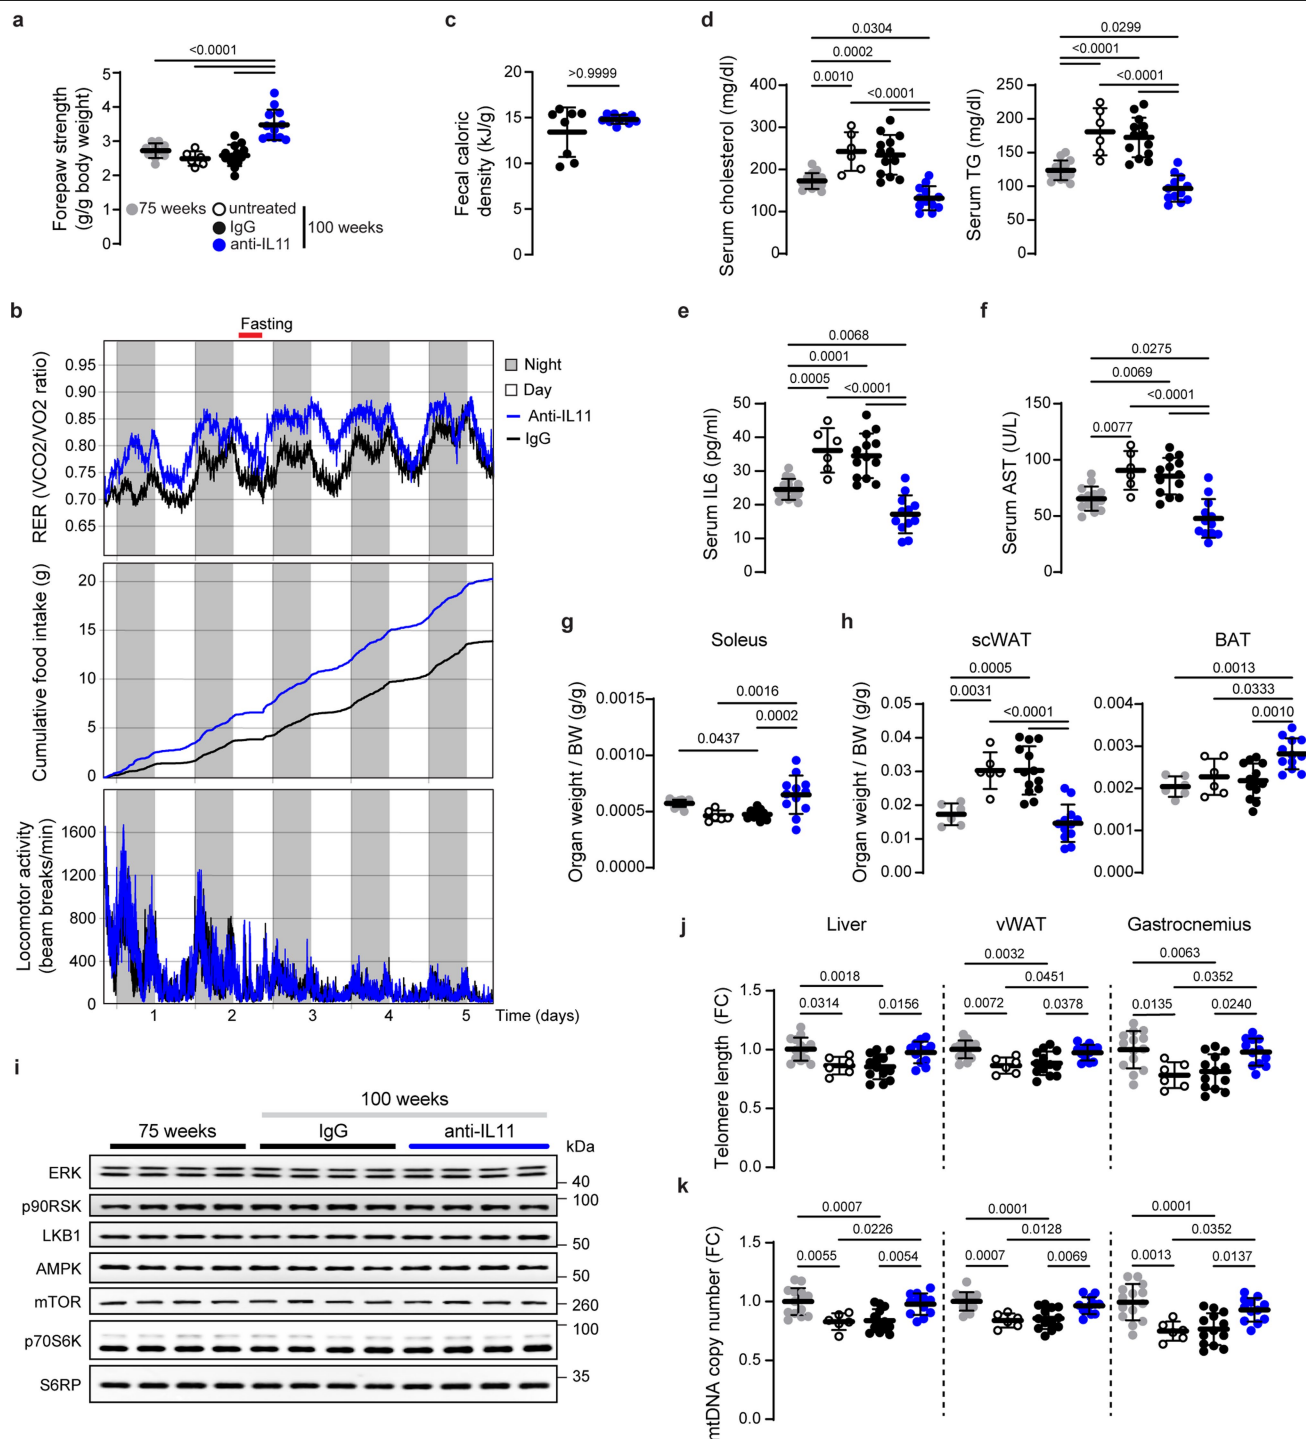 a
<0.0001
Forepaw strength
(g/g body weight)
5
4
3
2
1
0
75 weeks
untreated
IgG
anti-IL11
100 weeks
c
>0.9999
Fecal caloric
density (kJ/g)
20
15
10
5
0
d
0.0304
0.0002
0.0010
<0.0001
Serum cholesterol (mg/dl)
400
300
200
100
0
0.0299
<0.0001
<0.0001
Serum TG (mg/dl)
250
200
150
100
50
0
b
Fasting
RER (VCO2/VO2 ratio)
0.95
0.90
0.85
0.80
0.75
0.70
0.65
Night
Day
Anti-IL11
IgG
Cumulative food intake (g)
20
15
10
5
0
Locomotor activity
(beam breaks/min)
1600
1200
800
400
0
1 2 3 4 5 Time (days)
e
0.0068
0.0001
0.0005
<0.0001
Serum IL6 (pg/ml)
50
40
30
20
10
0
f
0.0275
0.0069
<0.0001
0.0077
Serum AST (U/L)
150
100
50
0
g
Soleus
0.0016
0.0002
0.0437
Organ weight / BW (g/g)
0.0015
0.0010
0.0005
0.0000
h
scWAT
0.0005
0.0031
<0.0001
Organ weight / BW (g/g)
0.05
0.04
0.03
0.02
0.01
0.00
BAT
0.0013
0.0333
0.0010
0.004
0.003
0.002
0.001
0.000
i
100 weeks
75 weeks IgG anti-IL11
kDa
ERK 40
p90RSK 100
LKB1 50
AMPK 50
mTOR 260
p70S6K 100
S6RP 35
j
Liver vWAT Gastrocnemius
0.0018
0.0314 0.0156
0.0032
0.0451
0.0072 0.0378
0.0063
0.0352
0.0135 0.0240
Telomere length (FC)
1.5
1.0
0.5
0.0
k
0.0007
0.0226
0.0055 0.0054
0.0001
0.0128
0.0007 0.0069
0.0001
0.0352
0.0013 0.0137
mtDNA copy number (FC)
1.5
1.0
0.5
0.0